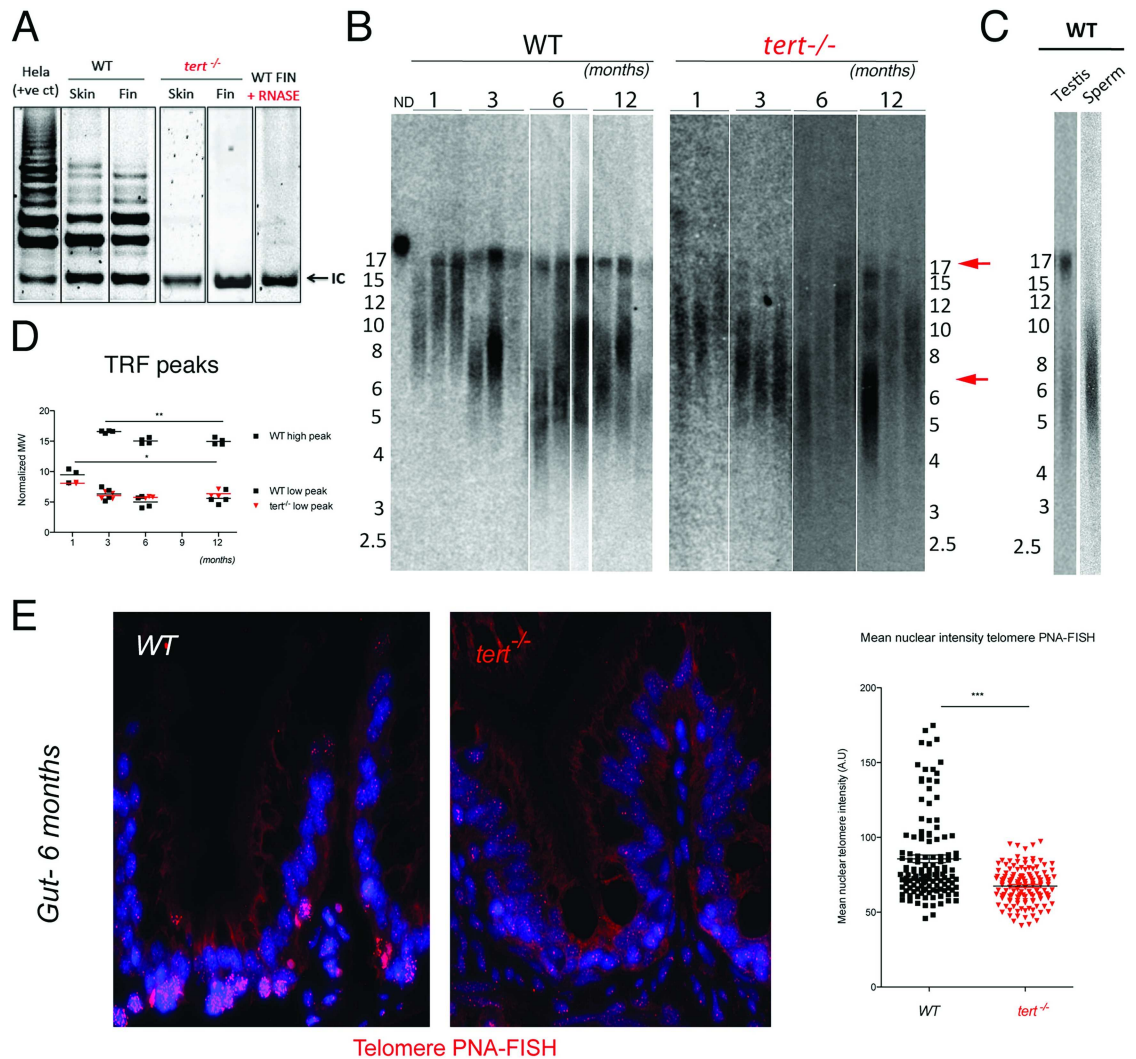 A
Hela
(+ve ct)
WT
Skin
Fin
tert -/-
Skin
Fin
WT FIN
+ RNASE
←IC
B
WT
(months)
ND 1 3 6 12
tert-/-
(months)
1 3 6 12
17
15
12
10
8
6
5
4
3
2.5
17
15
12
10
8
6
5
4
3
2.5
C
WT
Testis
Sperm
17
15
12
10
8
6
5
4
3
2.5
D
TRF peaks
Normalized MW
20
15
10
5
0
**
*
1 3 6 9 12
(months)
WT high peak
WT low peak
tert-/- low peak
E
Gut- 6 months
WT
tert-/-
Telomere PNA-FISH
Mean nuclear intensity telomere PNA-FISH
Mean nuclear telomere intensity (A.U)
200
150
100
50
0
***
WT
tert-/-